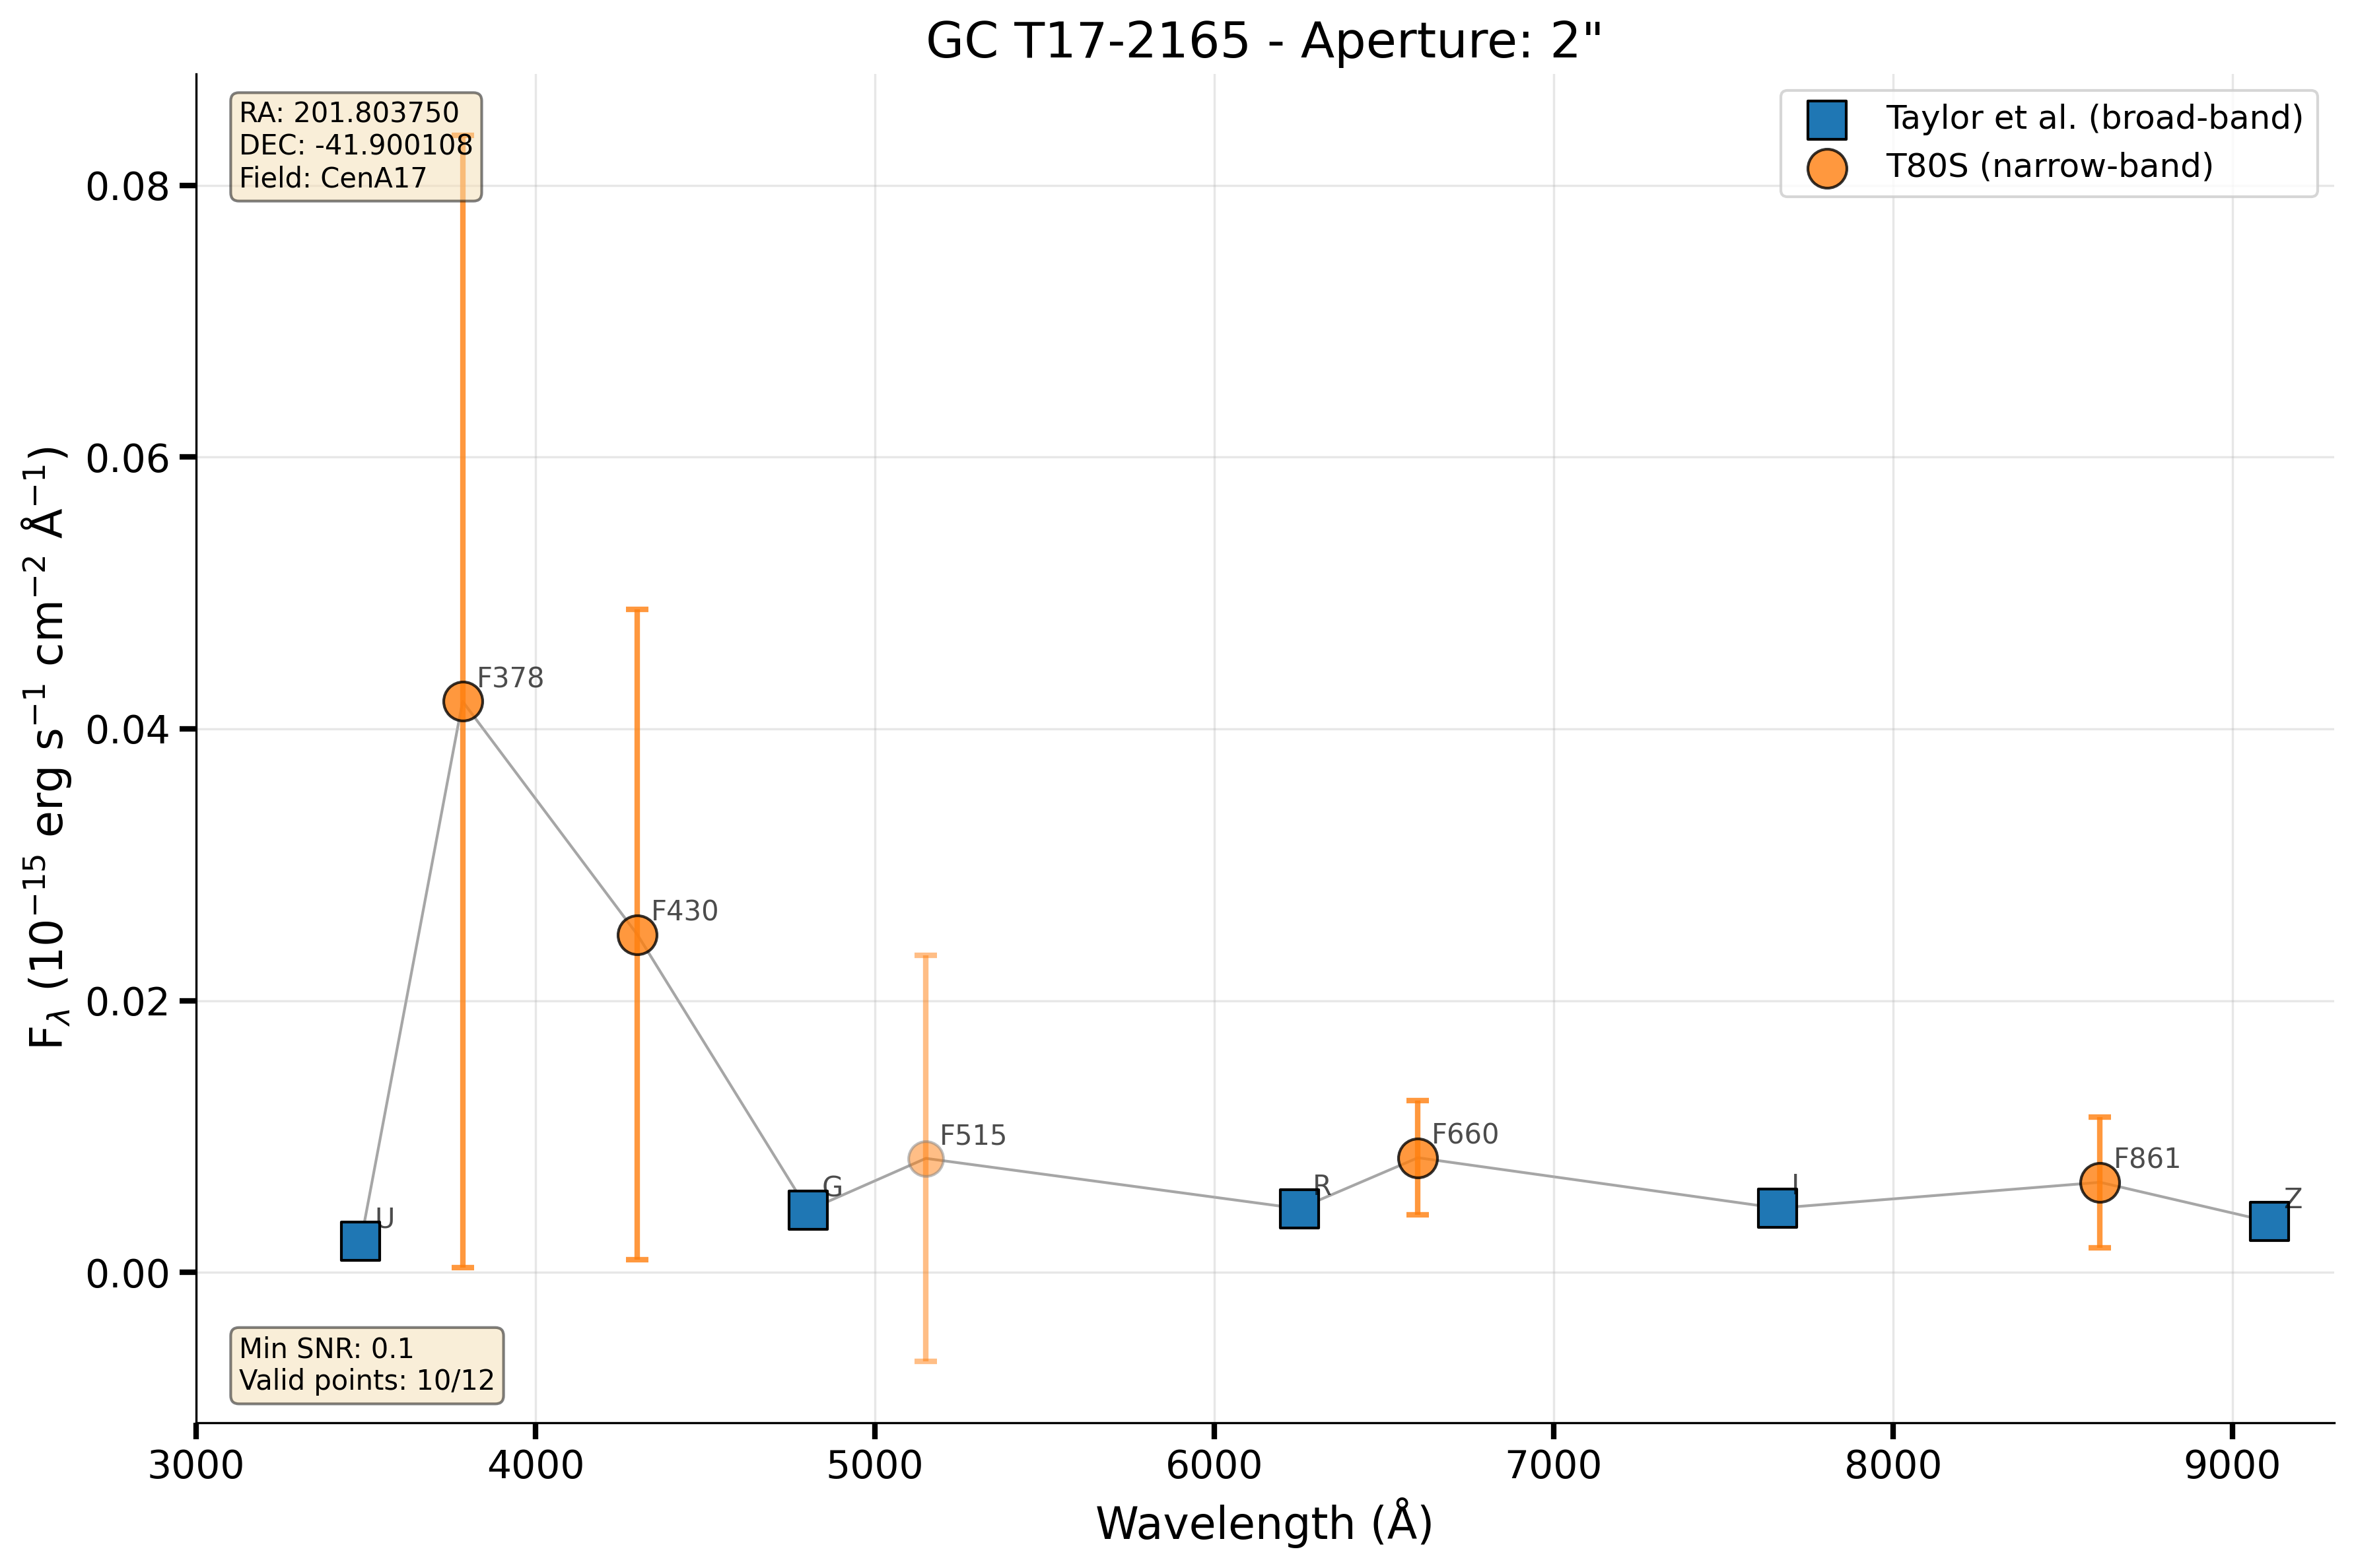 GC T17-2165 - Aperture: 2"
RA: 201.803750
DEC: -41.900108
Field: CenA17
Taylor et al. (broad-band)
T80S (narrow-band)
0.08
0.06
0.04
0.02
0.00
F_λ (10⁻¹⁵ erg s⁻¹ cm⁻² Å⁻¹)
F378
F430
F515
F660
F861
U
G
R
I
Z
Min SNR: 0.1
Valid points: 10/12
3000 4000 5000 6000 7000 8000 9000
Wavelength (Å)